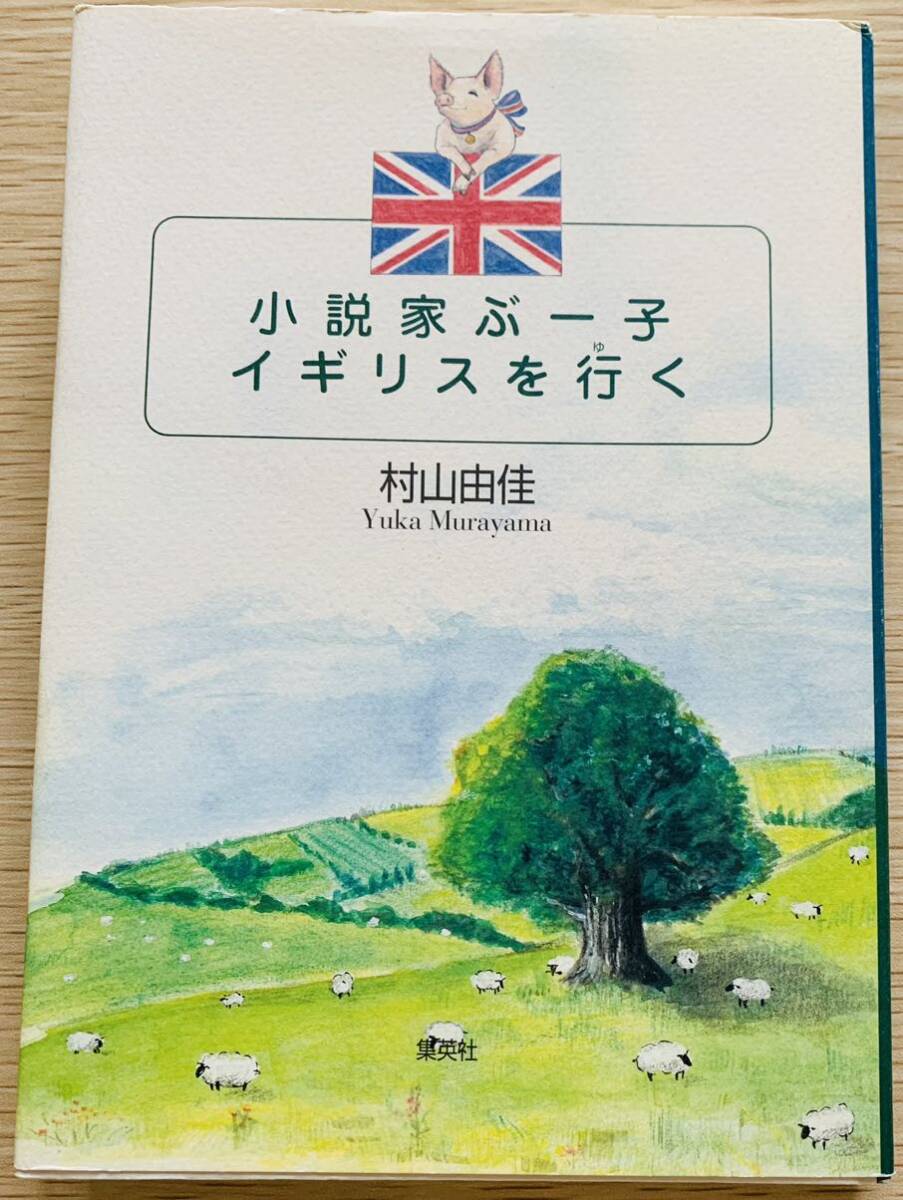 小説家ぶー子
イギリスを行く
ゆ
村山由佳
Yuka Murayama
集英社